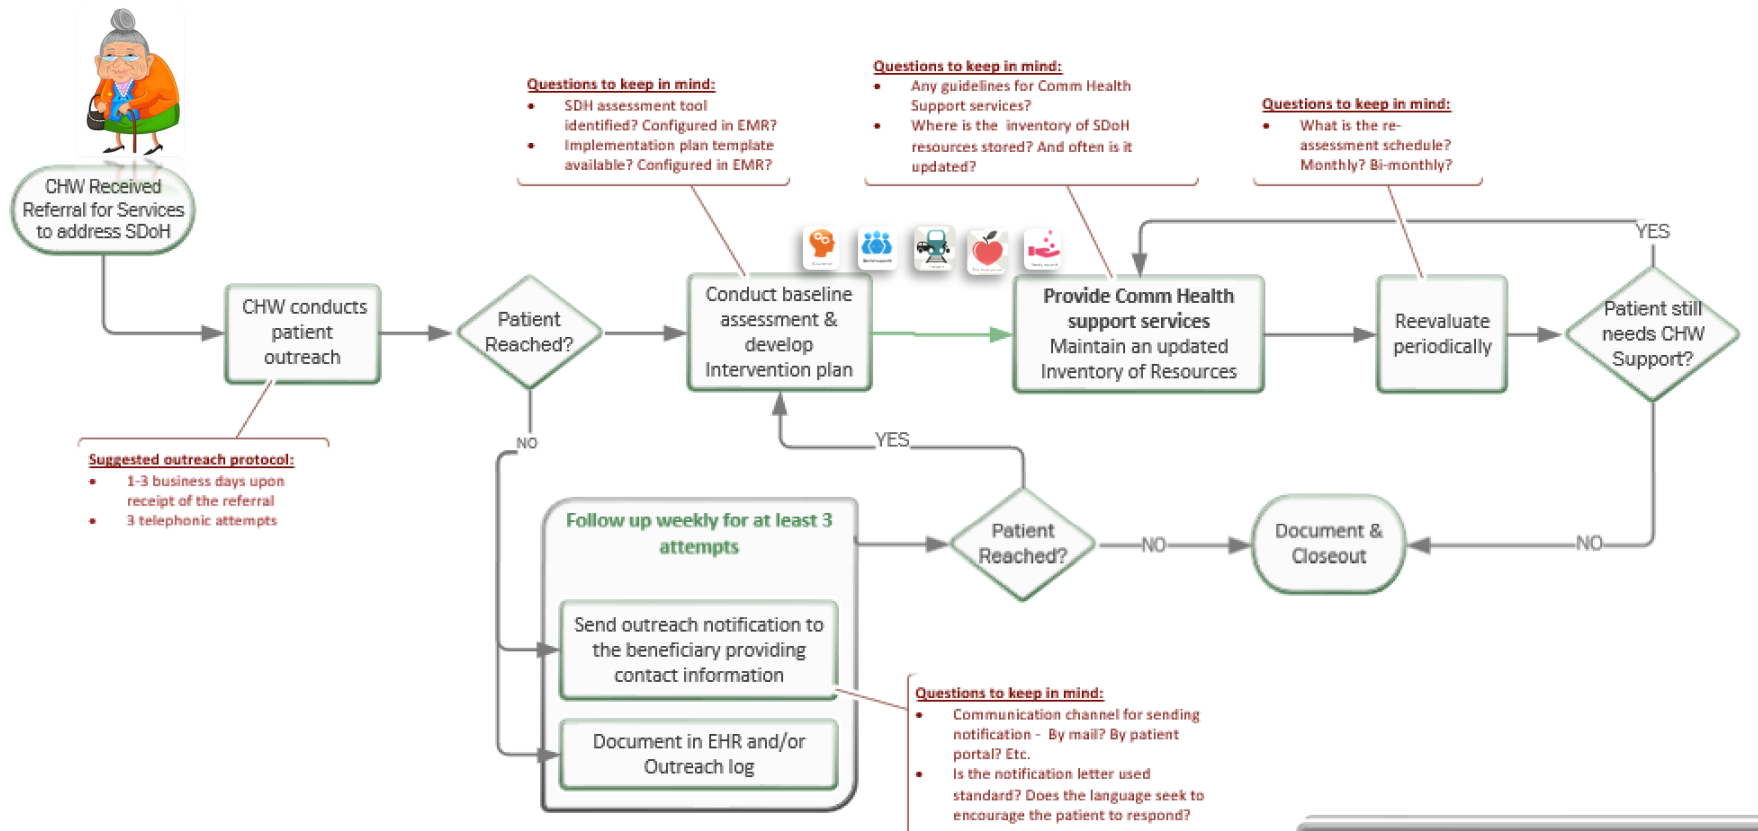 CHW Received
Referral for Services
to address SDoH
CHW conducts
patient
outreach
Suggested outreach protocol:
• 1-3 business days upon
receipt of the referral
• 3 telephonic attempts
Patient
Reached?
NO
Questions to keep in mind:
• SDH assessment tool
identified? Configured in EMR?
• Implementation plan template
available? Configured in EMR?
Conduct baseline
assessment &
develop
Intervention plan
Questions to keep in mind:
• Any guidelines for Comm Health
Support services?
• Where is the inventory of SDoH
resources stored? And often is it
updated?
Provide Comm Health
support services
Maintain an updated
Inventory of Resources
Questions to keep in mind:
• What is the re-
assessment schedule?
Monthly? Bi-monthly?
Reevaluate
periodically
YES
Patient still
needs CHW
Support?
NO
Follow up weekly for at least 3
attempts
Send outreach notification to
the beneficiary providing
contact information
Document in EHR and/or
Outreach log
YES
Patient
Reached?
NO
Document &
Closeout
Questions to keep in mind:
• Communication channel for sending
notification - By mail? By patient
portal? Etc.
• Is the notification letter used
standard? Does the language seek to
encourage the patient to respond?